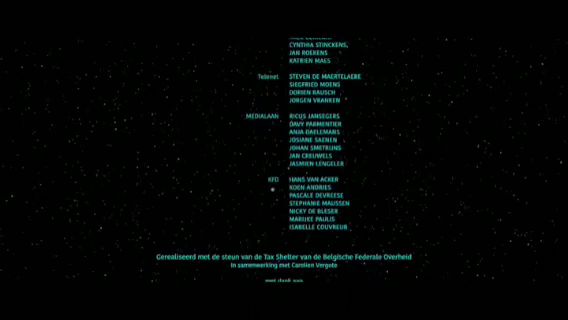 CYNTHIA STINCKENS,
JAN ROEKENS
KATRIEN MAES
Telenet STEVEN DE MAERTELAERE
SIEGFRIED MOENS
DORIEN RAUSCH
JORGEN VRANKEN
MEDIALAAN RICUS JANSEGERS
DAVY PARMENTIER
ANJA DAELEMANS
JOSIANE SAENEN
JOHAN SMETRIJNS
JAN CREUWELS
JASMIEN LENGELER
KFD HANS VAN ACKER
KOEN ANDRIES
PASCALE DEVREESE
STEPHANIE MAUSSEN
NICKY DE BLESER
MARIJKE PAULIS
ISABELLE COUVREUR
Gerealiseerd met de steun van de Tax Shelter van de Belgische Federale Overheid
In samenwerking met Carolien Vergote